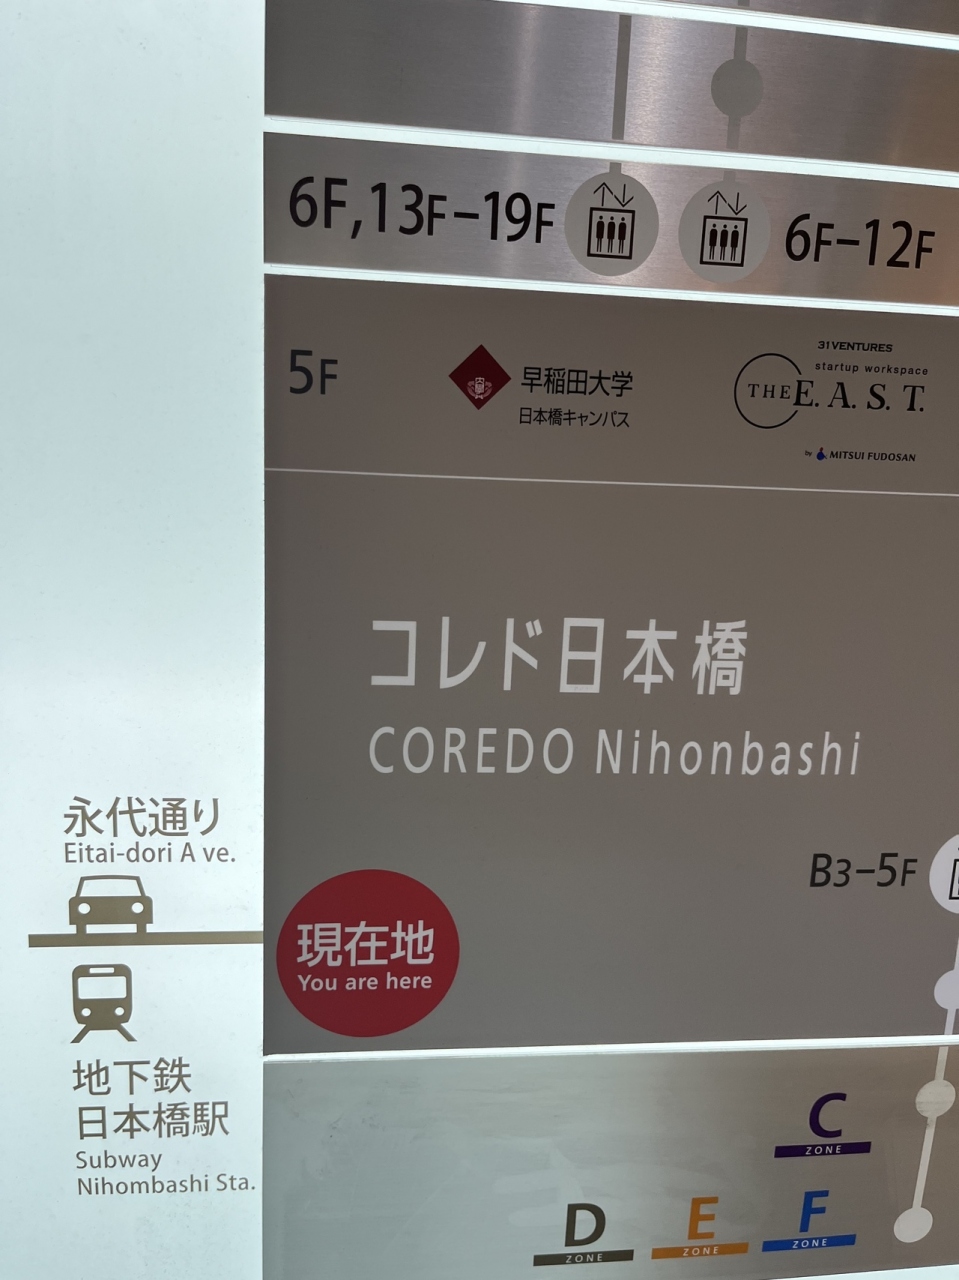 6F,13F-19F
6F-12F
5F
早稲田大学
日本橋キャンパス
31VENTURES
startup workspace
THE E. A. S. T.
by MITSUI FUDOSAN
コレド日本橋
COREDO Nihonbashi
永代通り
Eitai-dori A ve.
B3-5F
現在地
You are here
地下鉄
日本橋駅
Subway
Nihombashi Sta.
C
ZONE
D
ZONE
E
ZONE
F
ZONE